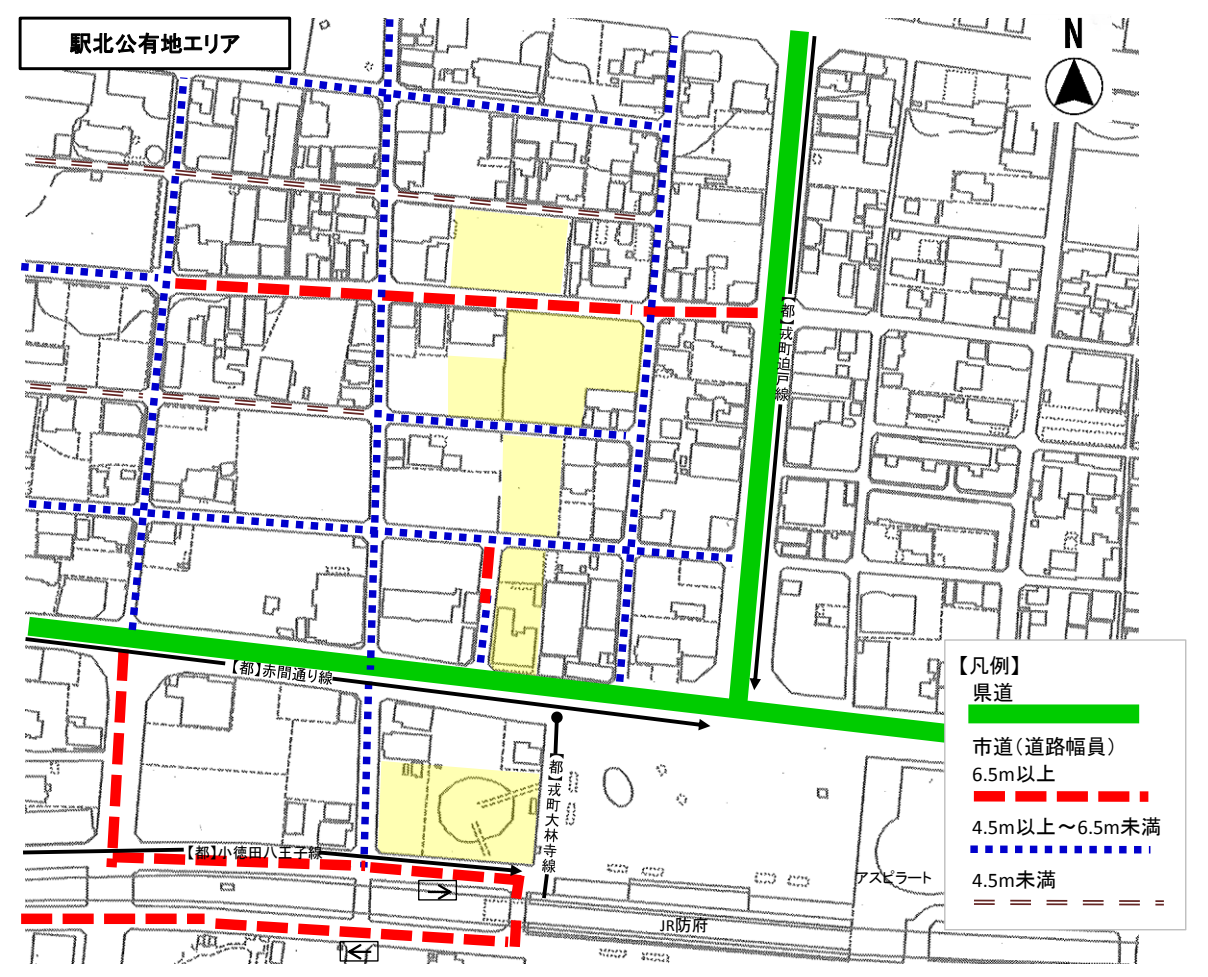 駅北公有地エリア
N
【都】戎町迫戸線
【都】赤間通り線
【都】戎町大林寺線
【都】小徳田八王子線
アスピラート
JR防府
【凡例】
県道
市道（道路幅員）
6.5m以上
4.5m以上～6.5m未満
4.5m未満